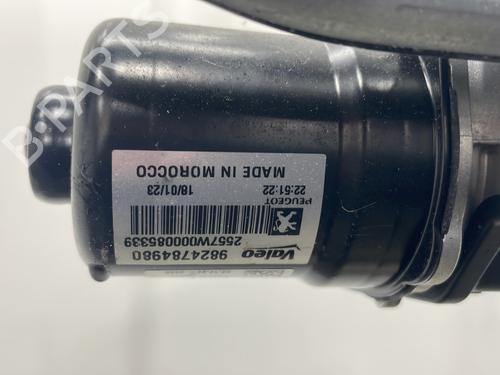 Valeo 9824784980
2557W000085339
PEUGEOT
22:51:22 18/01/23
MADE IN MOROCCO
B-PARTS